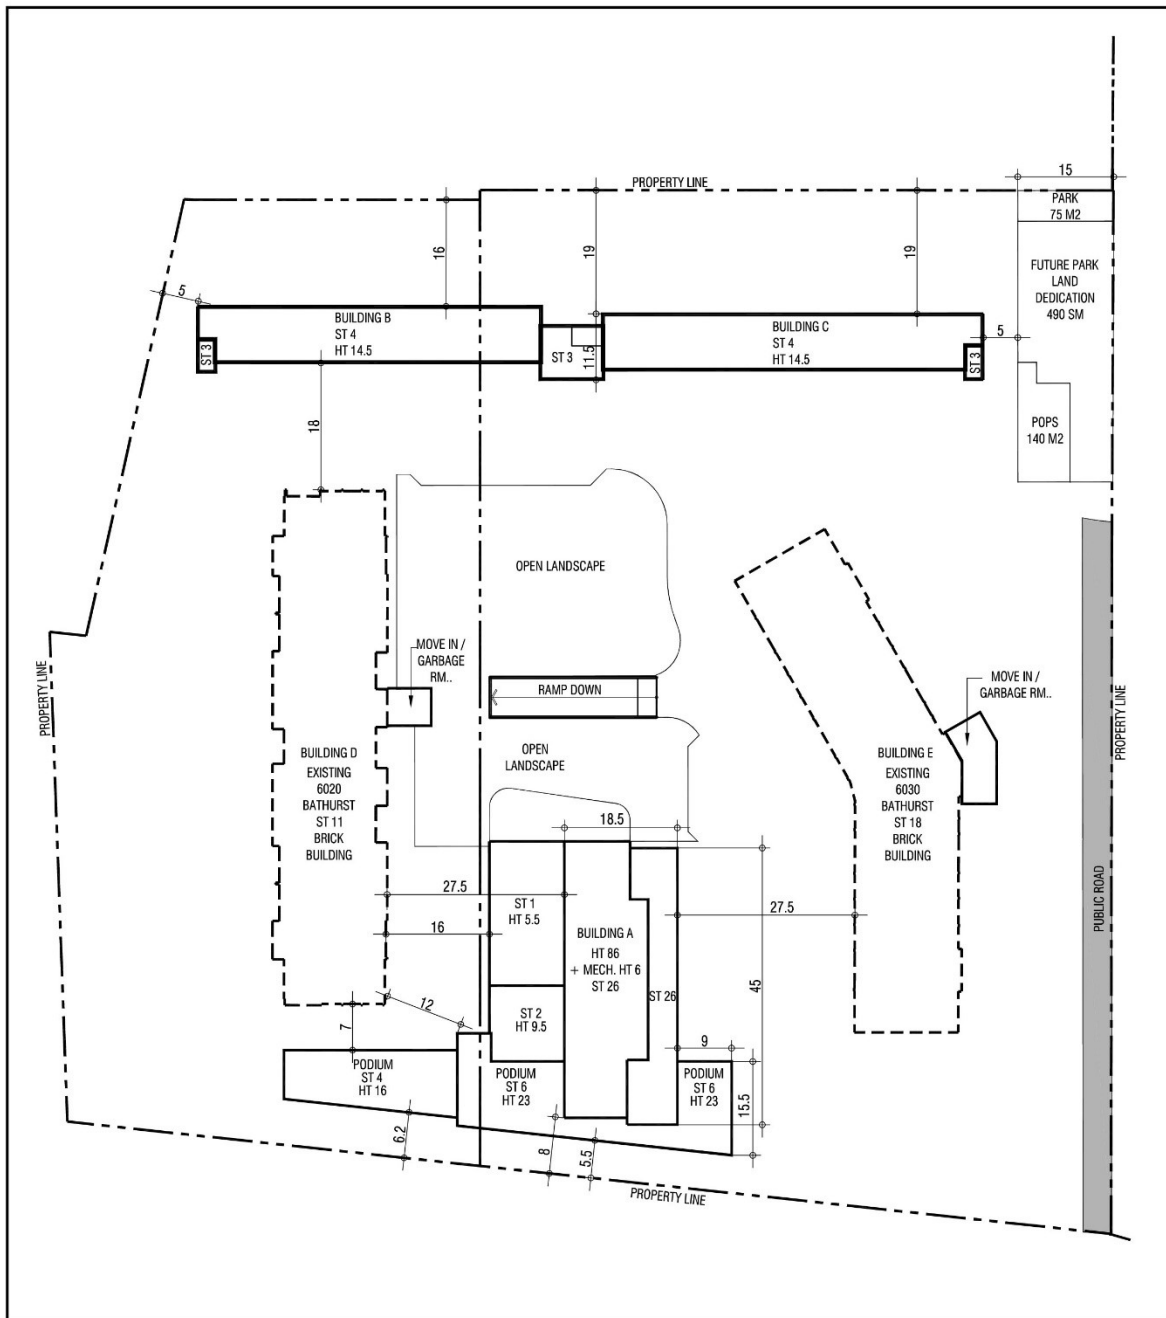 15
PROPERTY LINE
PARK
75 M2
16
19
19
FUTURE PARK
LAND
DEDICATION
490 SM
5
BUILDING B
ST 4
HT 14.5
BUILDING C
ST 4
HT 14.5
5
ST 3
ST 3
11.5
ST 3
18
POPS
140 M2
OPEN LANDSCAPE
MOVE IN /
GARBAGE
RM..
RAMP DOWN
MOVE IN /
GARBAGE RM..
PROPERTY LINE
PROPERTY LINE
OPEN
LANDSCAPE
BUILDING D
EXISTING
6020
BATHURST
ST 11
BRICK
BUILDING
BUILDING E
EXISTING
6030
BATHURST
ST 18
BRICK
BUILDING
18.5
27.5
ST 1
HT 5.5
16
BUILDING A
HT 86
+ MECH. HT 6
ST 26
27.5
PUBLIC ROAD
ST 26
45
12
ST 2
HT 9.5
7
9
PODIUM
ST 4
HT 16
PODIUM
ST 6
HT 23
PODIUM
ST 6
HT 23
15.5
6.2
8
5.5
PROPERTY LINE